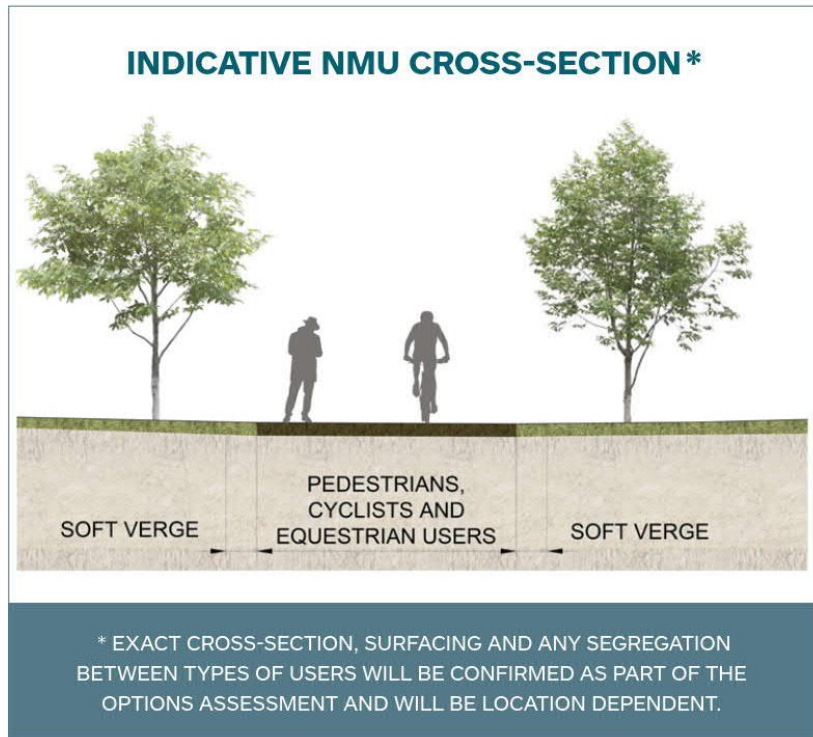 INDICATIVE NMU CROSS-SECTION*
PEDESTRIANS,
CYCLISTS AND
EQUESTRIAN USERS
SOFT VERGE
SOFT VERGE
* EXACT CROSS-SECTION, SURFACING AND ANY SEGREGATION
BETWEEN TYPES OF USERS WILL BE CONFIRMED AS PART OF THE
OPTIONS ASSESSMENT AND WILL BE LOCATION DEPENDENT.